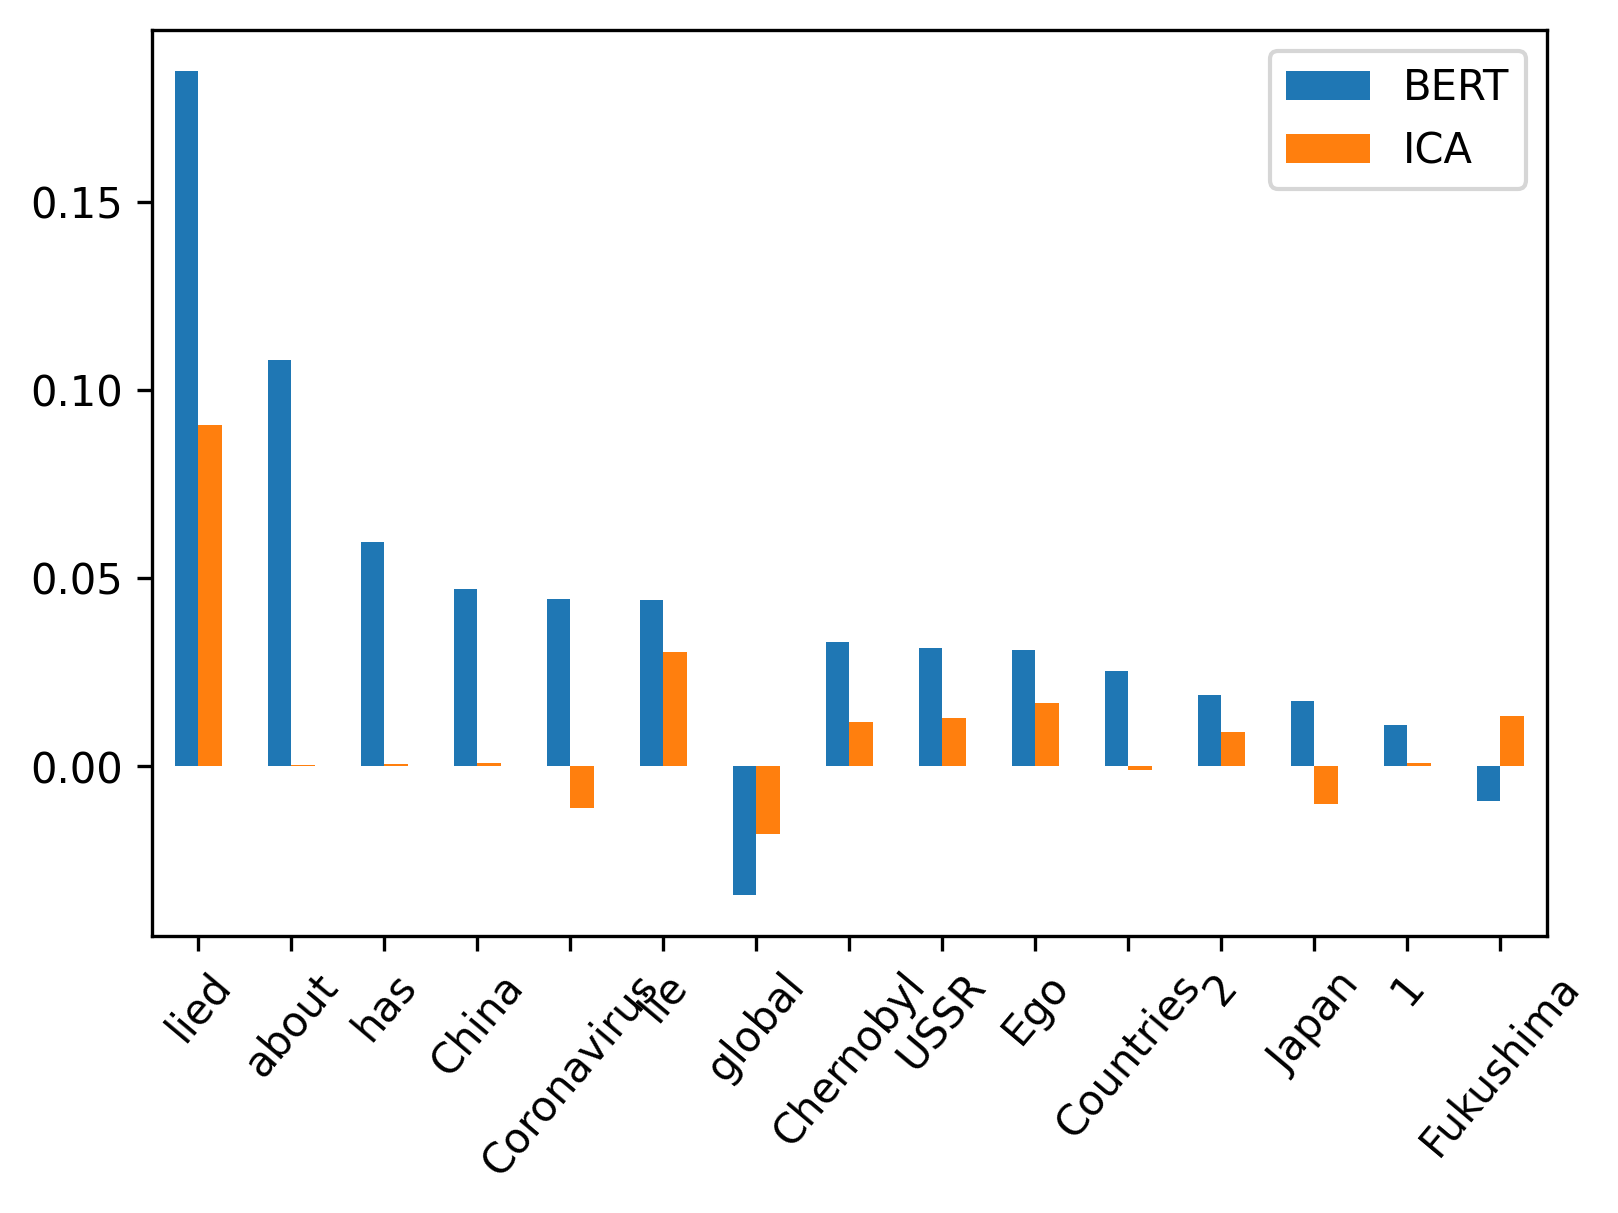 BERT
ICA
0.15
0.10
0.05
0.00
lied
about
has
China
Coronavirus
lie
global
Chernobyl
USSR
Ego
Countries
2
Japan
1
Fukushima